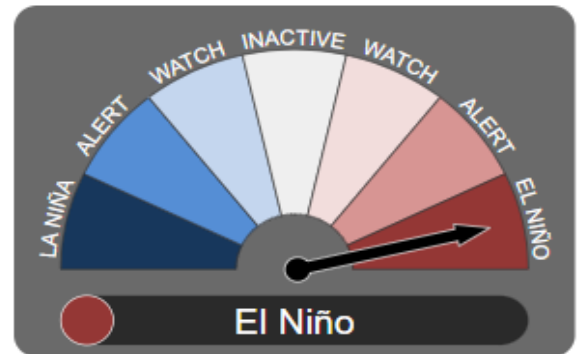 LA NIÑA
ALERT
WATCH
INACTIVE
WATCH
ALERT
EL NIÑO
El Niño